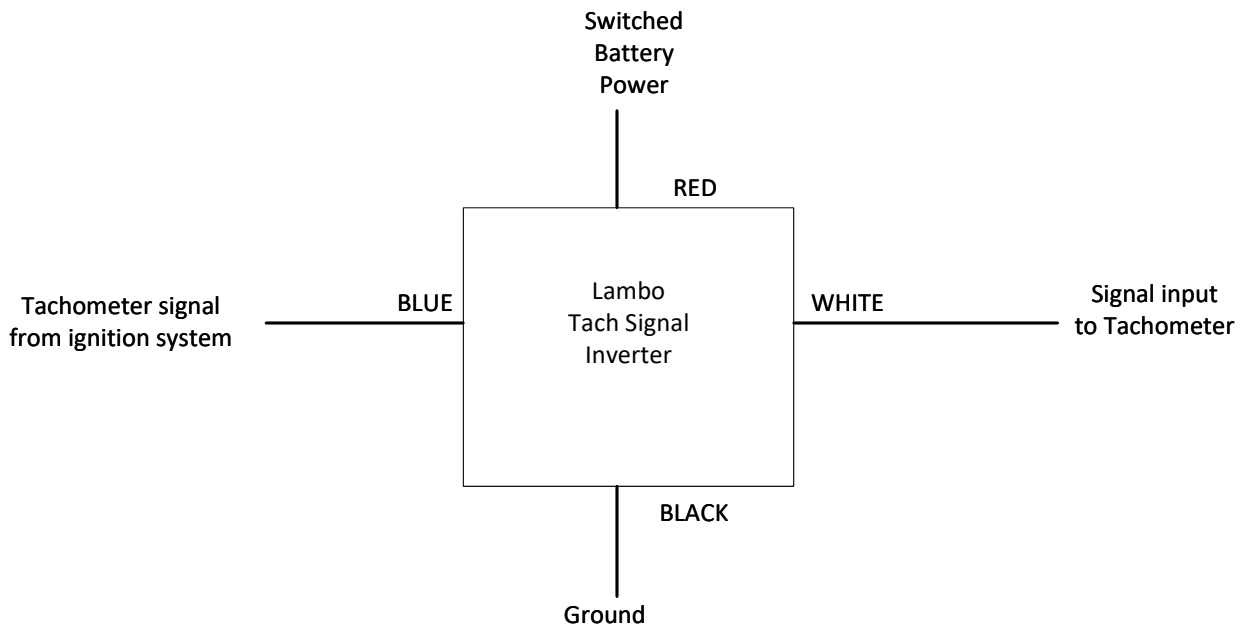 Switched
Battery
Power
RED
Tachometer signal
from ignition system
BLUE
Lambo
Tach Signal
Inverter
WHITE
Signal input
to Tachometer
BLACK
Ground